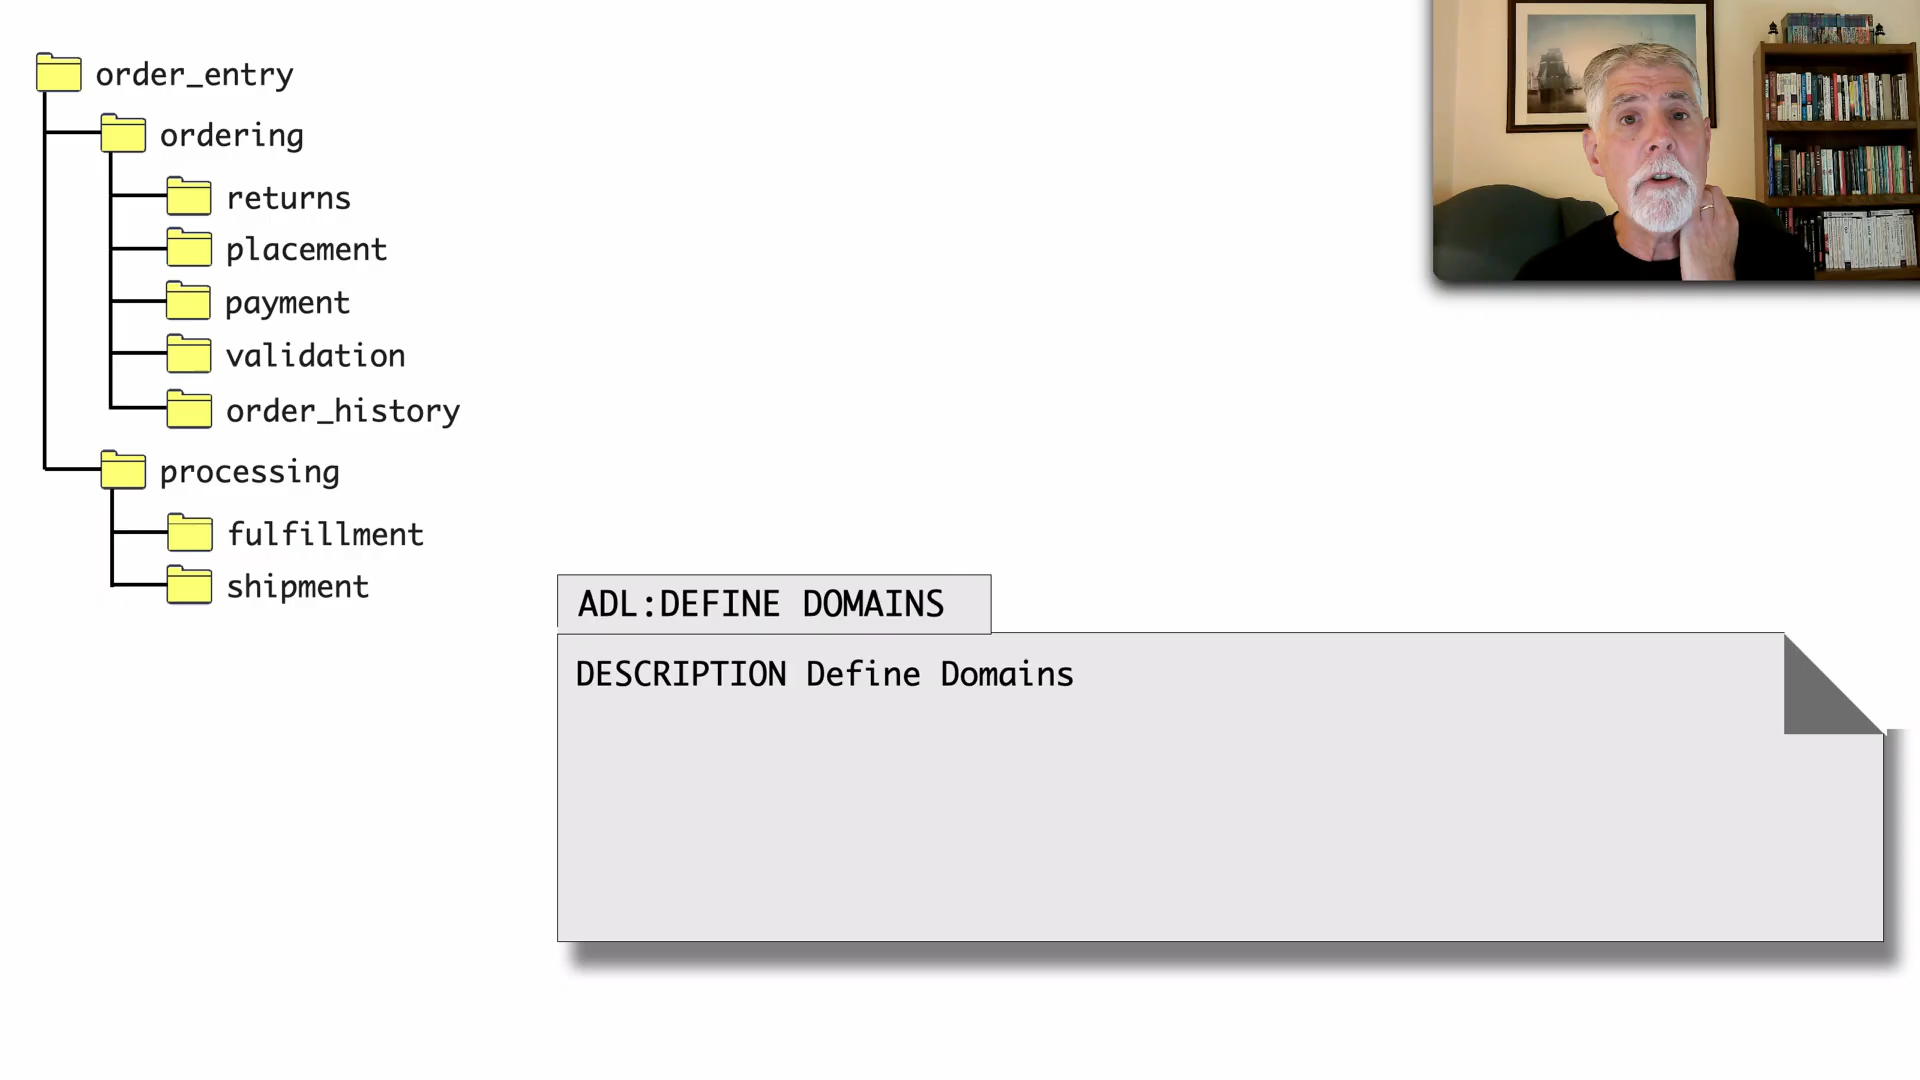 order_entry
ordering
returns
placement
payment
validation
order_history
processing
fulfillment
shipment
ADL:DEFINE DOMAINS
DESCRIPTION Define Domains